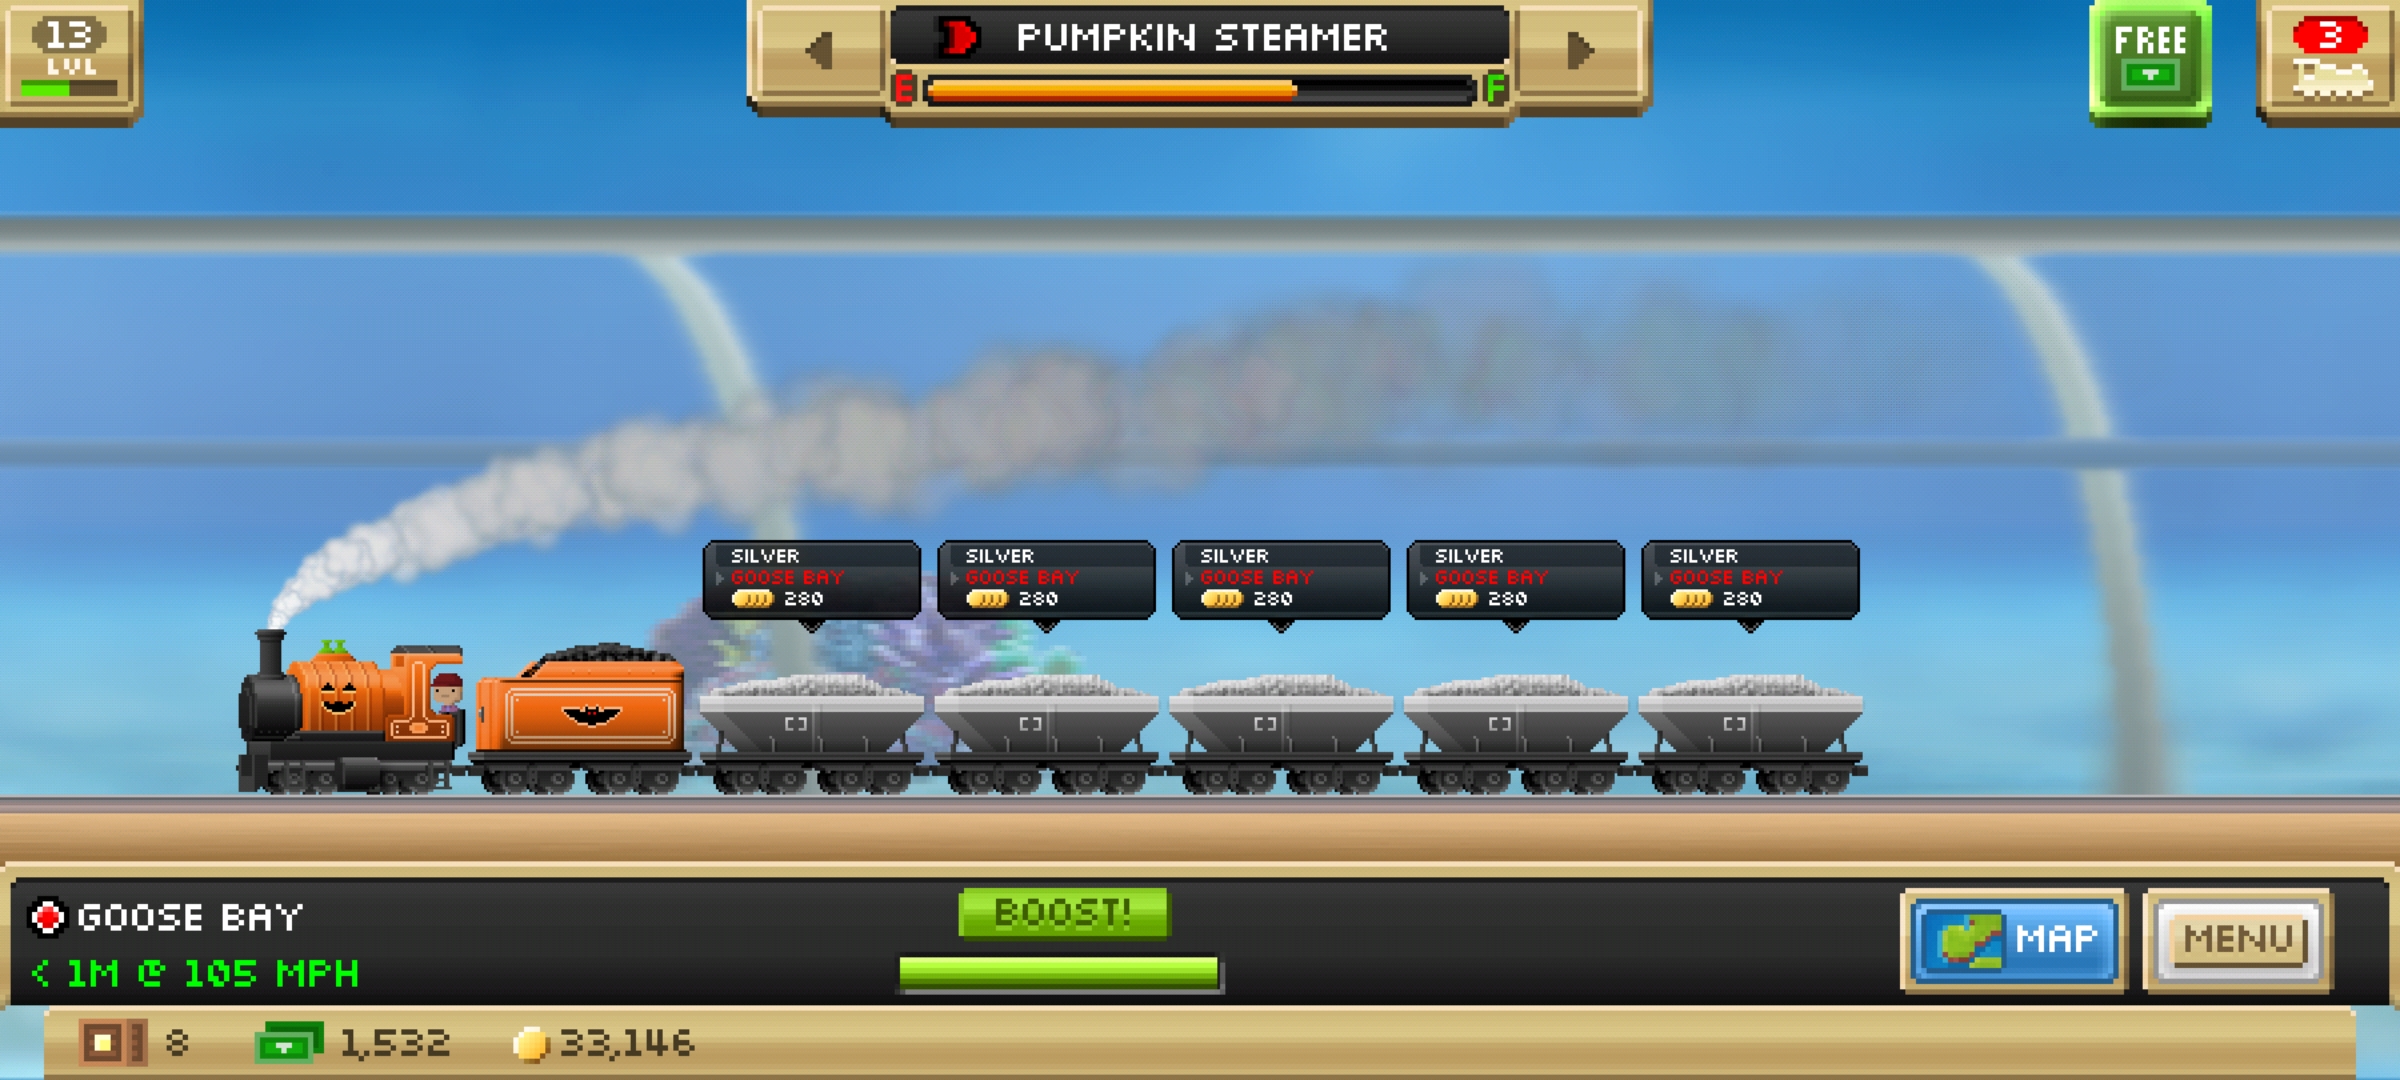 13
LVL
PUMPKIN STEAMER
E
F
FREE
3
SILVER
GOOSE BAY
280
SILVER
GOOSE BAY
280
SILVER
GOOSE BAY
280
SILVER
GOOSE BAY
280
SILVER
GOOSE BAY
280
GOOSE BAY
< 1M @ 105 MPH
BOOST!
MAP
MENU
8
1,532
33,146